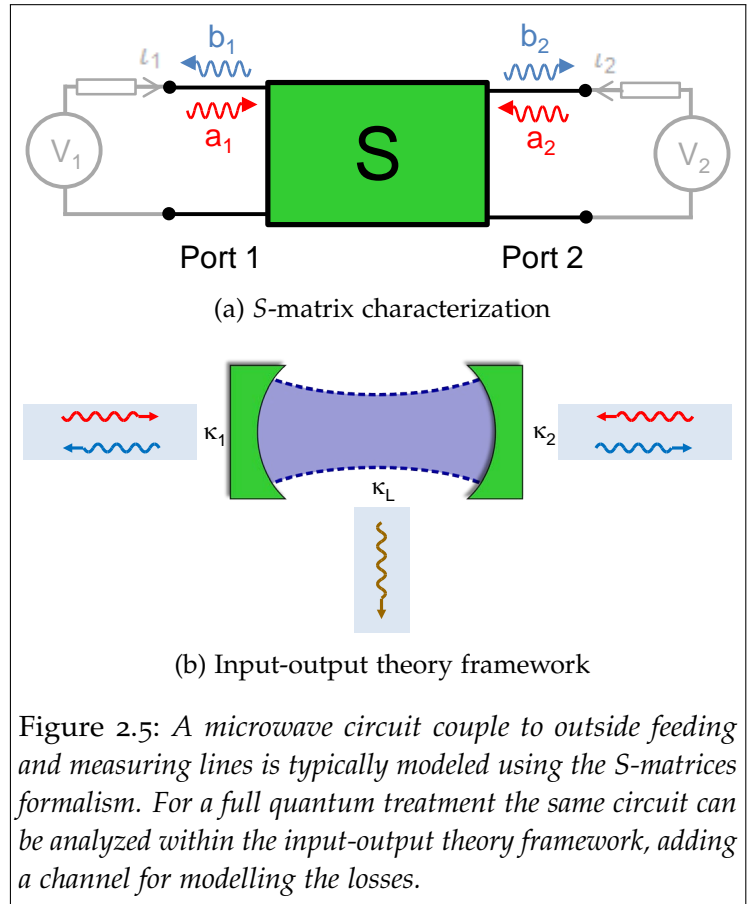 b₁ b₂
ι₁ ι₂
a₁ a₂
V₁ S V₂
Port 1 Port 2
(a) S-matrix characterization
κ₁ κ₂
κ_L
(b) Input-output theory framework
Figure 2.5: A microwave circuit couple to outside feeding
and measuring lines is typically modeled using the S-matrices
formalism. For a full quantum treatment the same circuit can
be analyzed within the input-output theory framework, adding
a channel for modelling the losses.